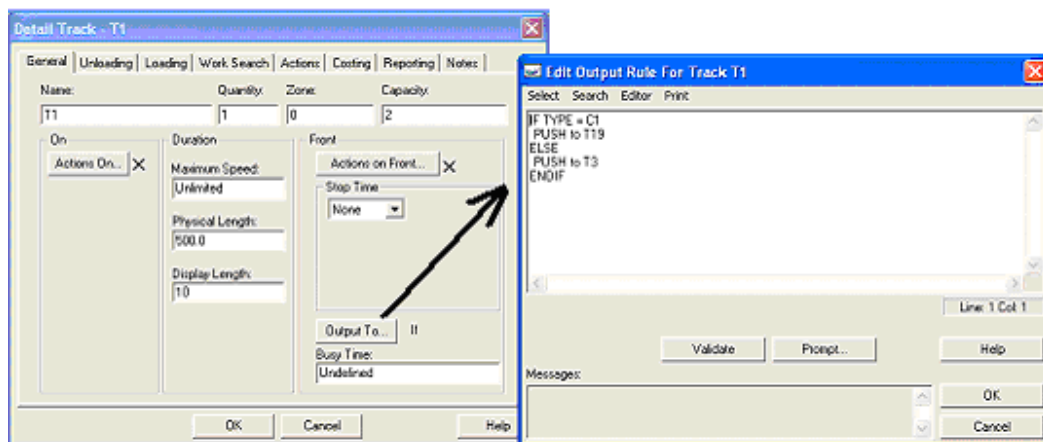 Detail Track - T1
General Unloading Loading Work Search Actions Costing Reporting Notes
Name: Quantity: Zone: Capacity:
T1 1 0 2
On
Actions On... X
Duration
Maximum Speed:
Unlimited
Physical Length:
500.0
Display Length:
10
Front
Actions on Front... X
Stop Time
None
Output To... If
Busy Time:
Undefined
OK Cancel Help
Edit Output Rule For Track T1
Select Search Editor Print
IF TYPE = C1
PUSH to T19
ELSE
PUSH to T3
ENDIF
Line: 1 Col: 1
Validate Prompt... Help
Messages:
OK
Cancel